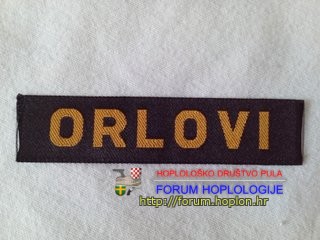 ORLOVI
HOPLOLOŠKO DRUŠTVO PULA
FORUM HOPLOLOGIJE
http://forum.hoplon.hr